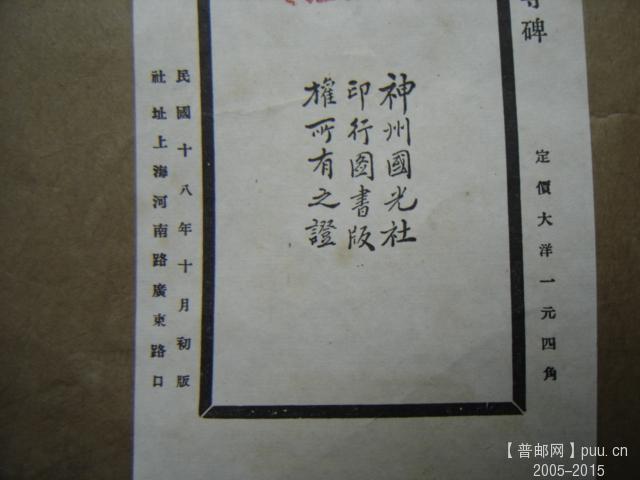 碑
定價大洋一元四角
神州國光社
印行圖書版
權所有之證
民國十八年十月初版
社址上海河南路廣東路口
【普邮网】puu.cn
2005-2015